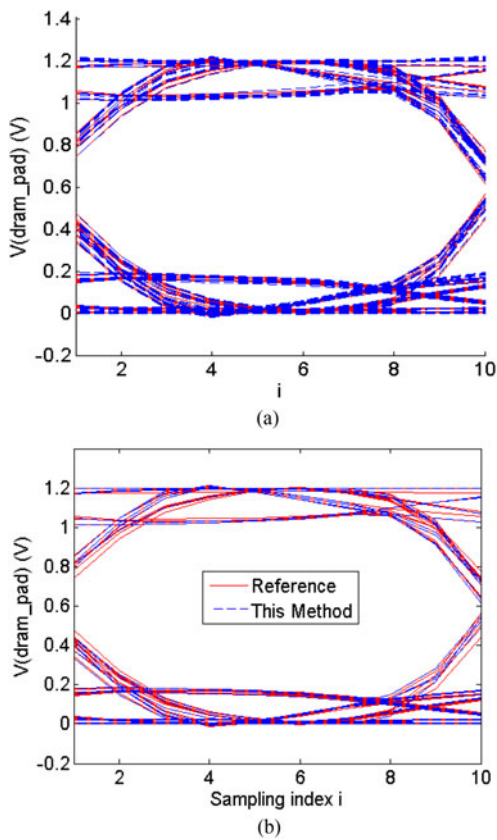 (a)
V(dram_pad) (V)
1.4
1.2
1
0.8
0.6
0.4
0.2
0
-0.2
2 4 6 8 10
i
(a)
V(dram_pad) (V)
1.2
1
0.8
0.6
0.4
0.2
0
-0.2
Reference
This Method
2 4 6 8 10
Sampling index i
(b)